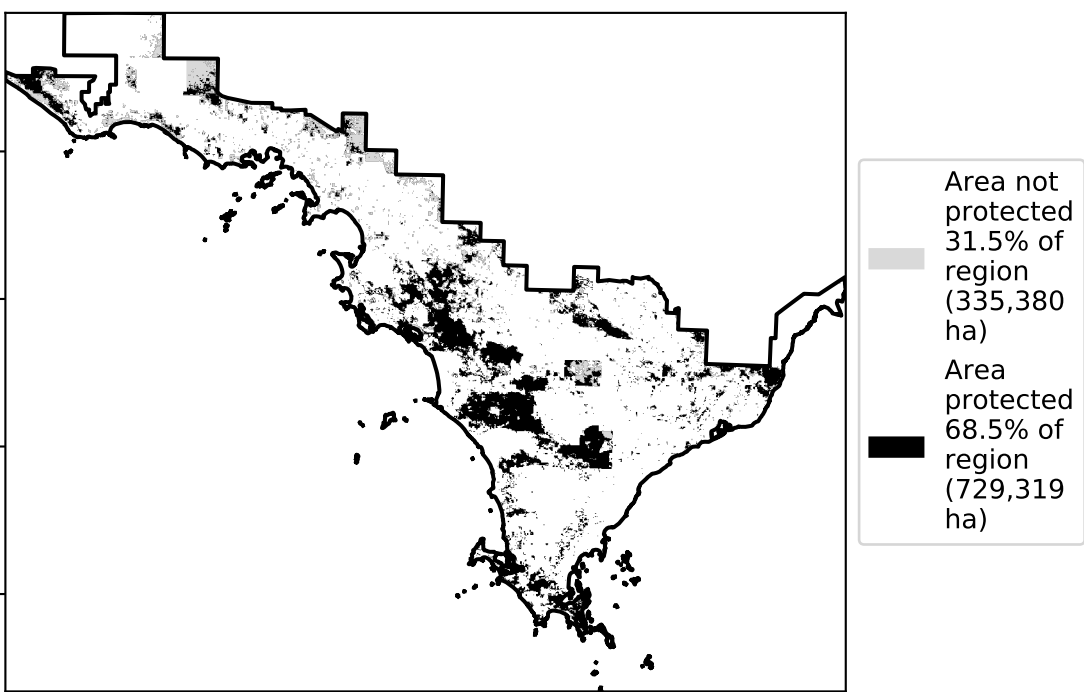 Area not
protected
31.5% of
region
(335,380
ha)
Area
protected
68.5% of
region
(729,319
ha)